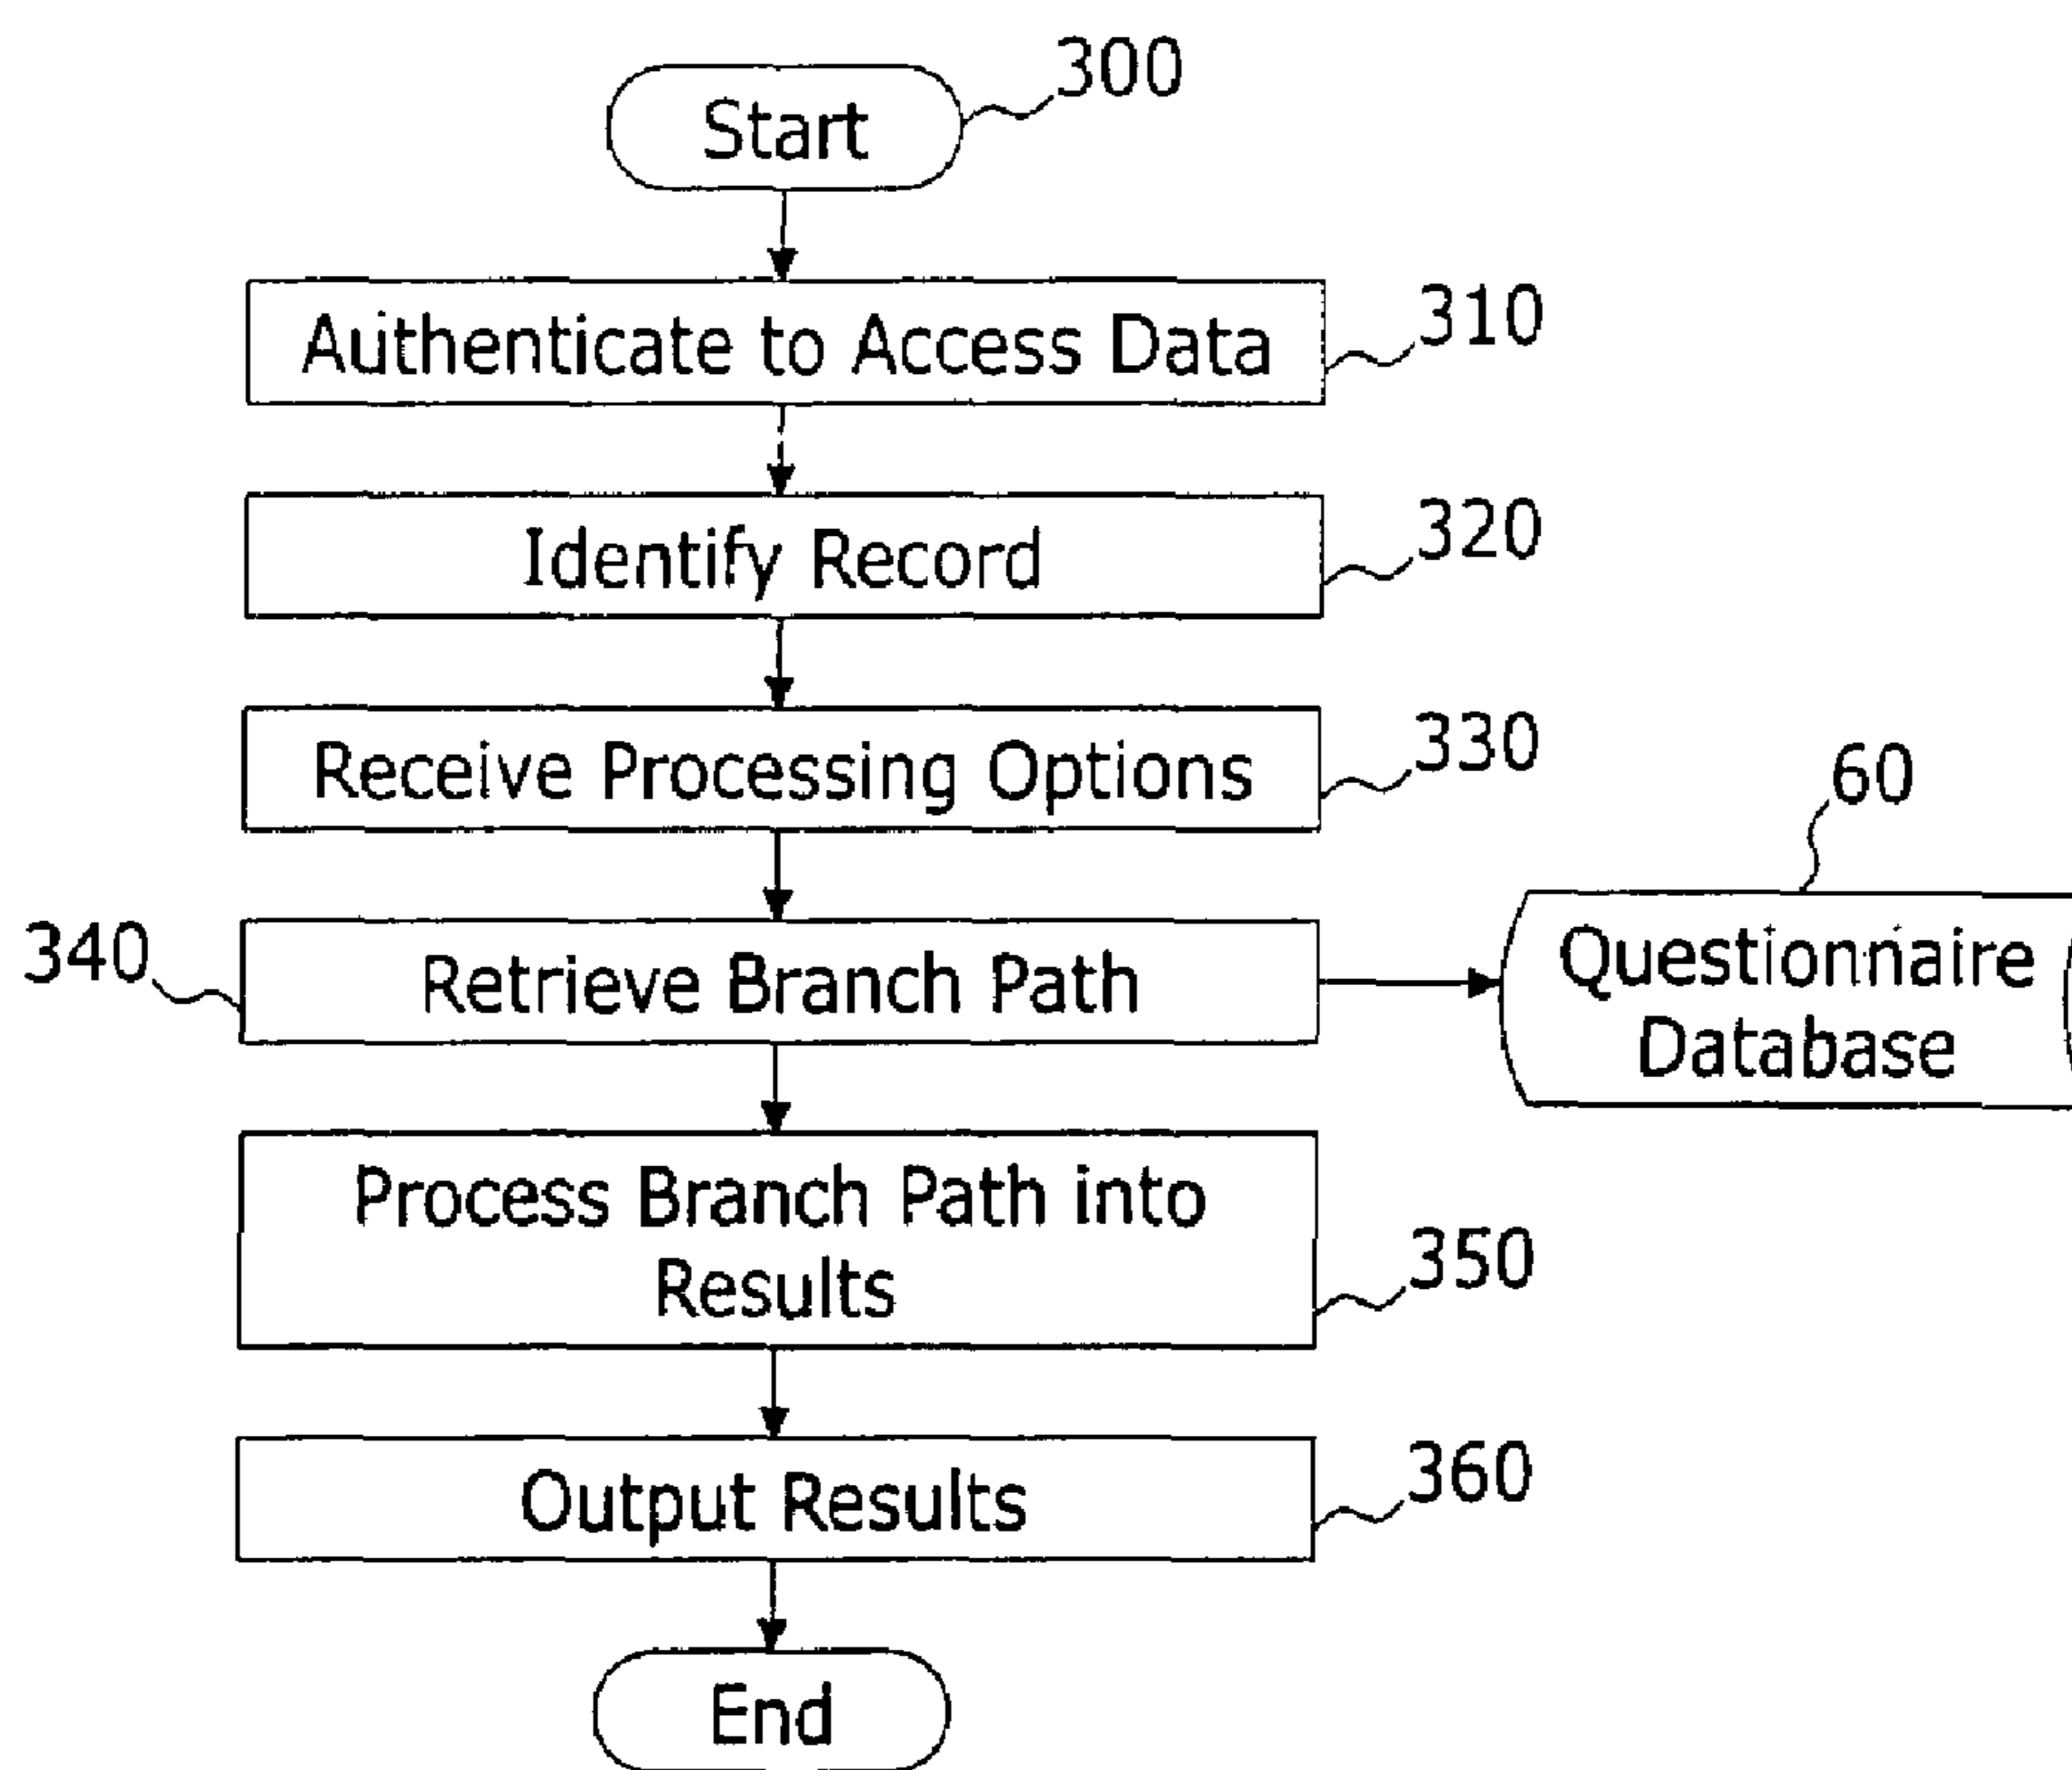 300
Start
310
Authenticate to Access Data
320
Identify Record
330
Receive Processing Options
60
340
Retrieve Branch Path
Questionnaire
Database
Process Branch Path into
Results
350
360
Output Results
End